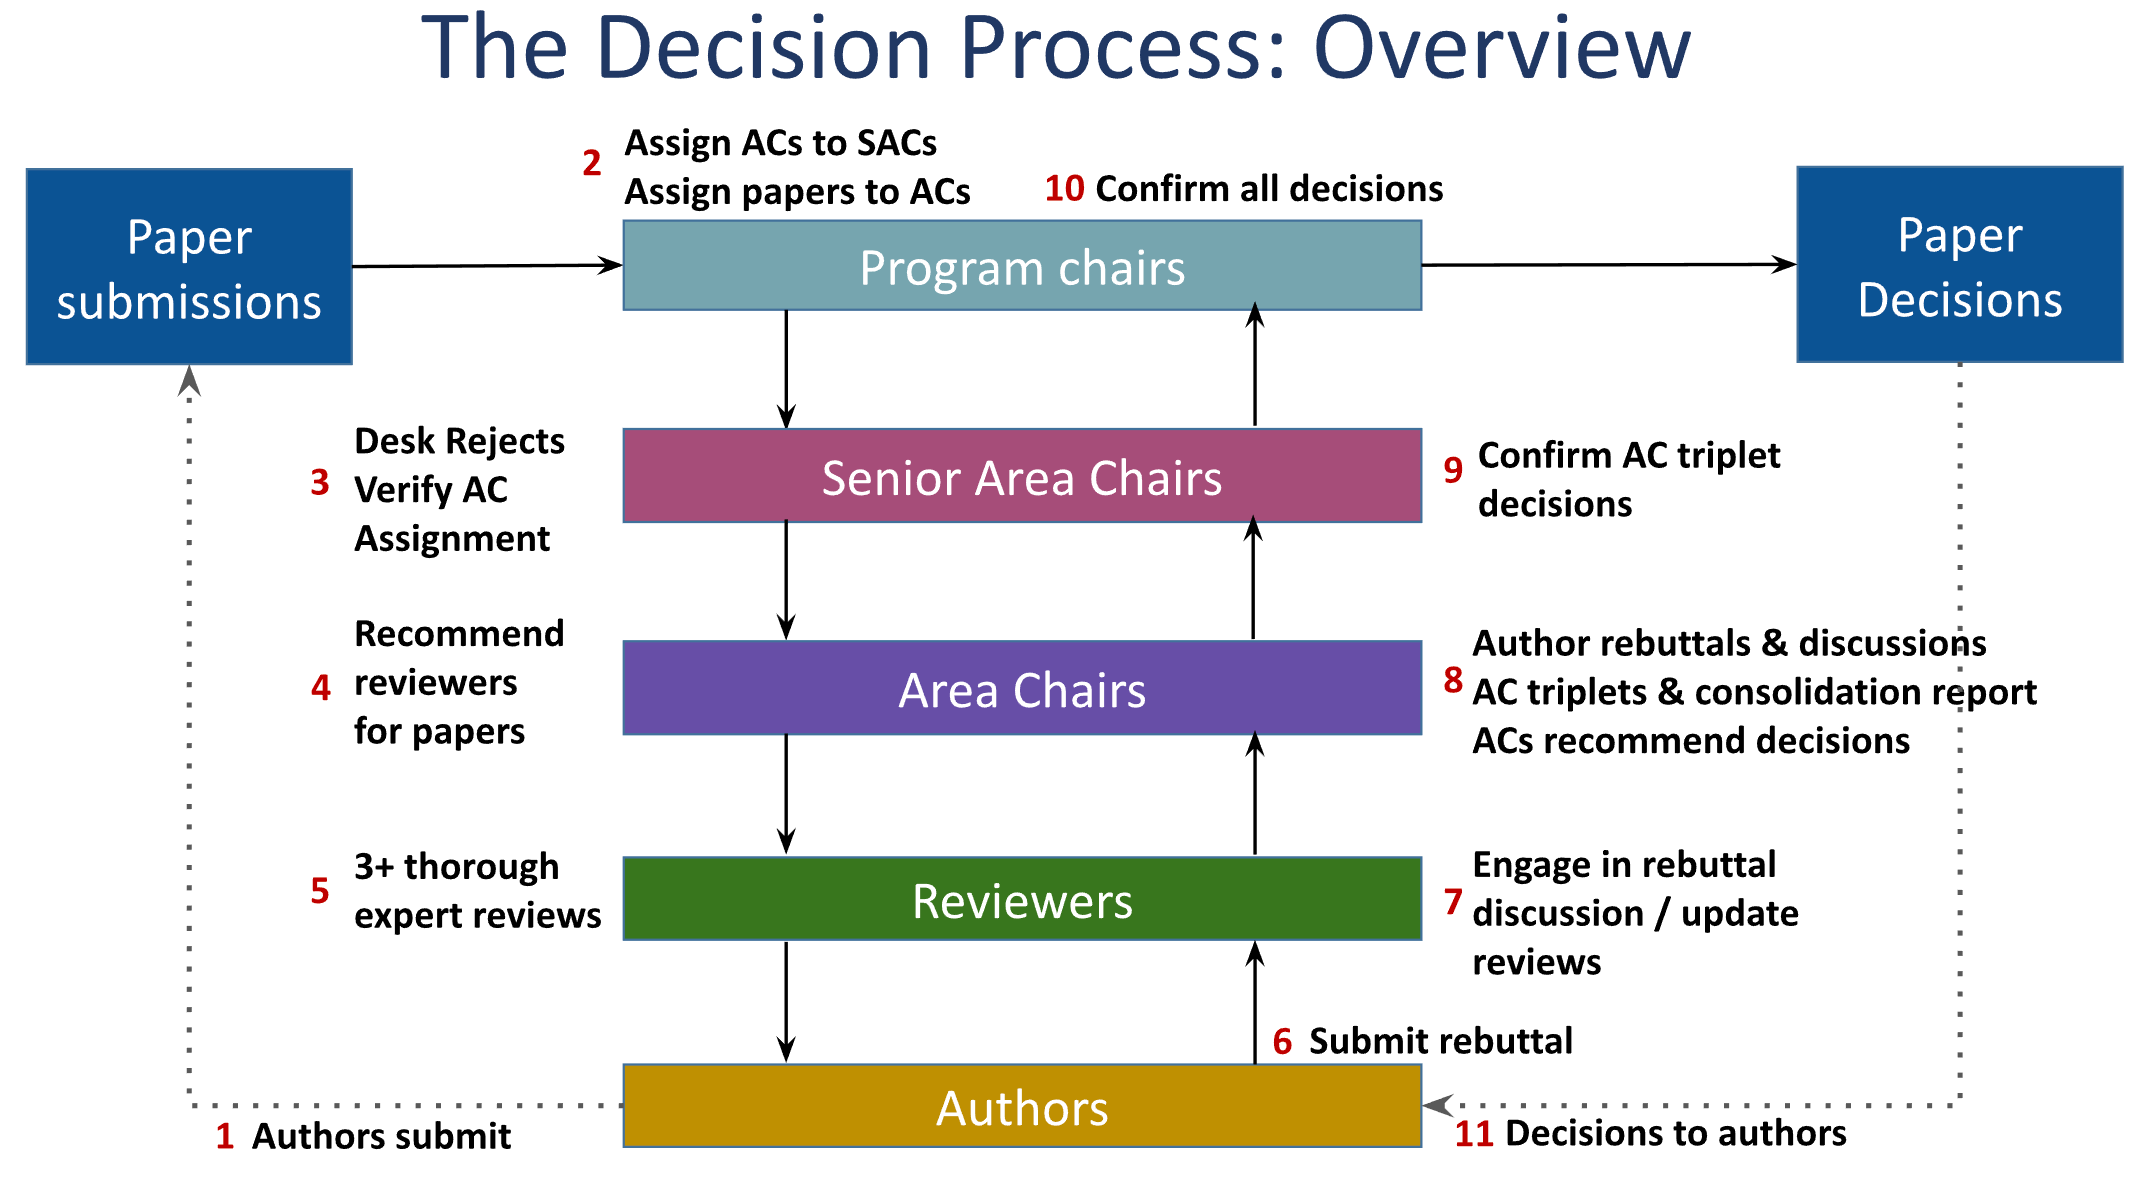 The Decision Process: Overview
2
Assign ACs to SACs
Assign papers to ACs
10 Confirm all decisions
Paper
submissions
Program chairs
Paper
Decisions
3
Desk Rejects
Verify AC
Assignment
Senior Area Chairs
9
Confirm AC triplet
decisions
4
Recommend
reviewers
for papers
Area Chairs
8
Author rebuttals & discussions
AC triplets & consolidation report
ACs recommend decisions
5
3+ thorough
expert reviews
Reviewers
7
Engage in rebuttal
discussion / update
reviews
6 Submit rebuttal
Authors
1 Authors submit
11 Decisions to authors